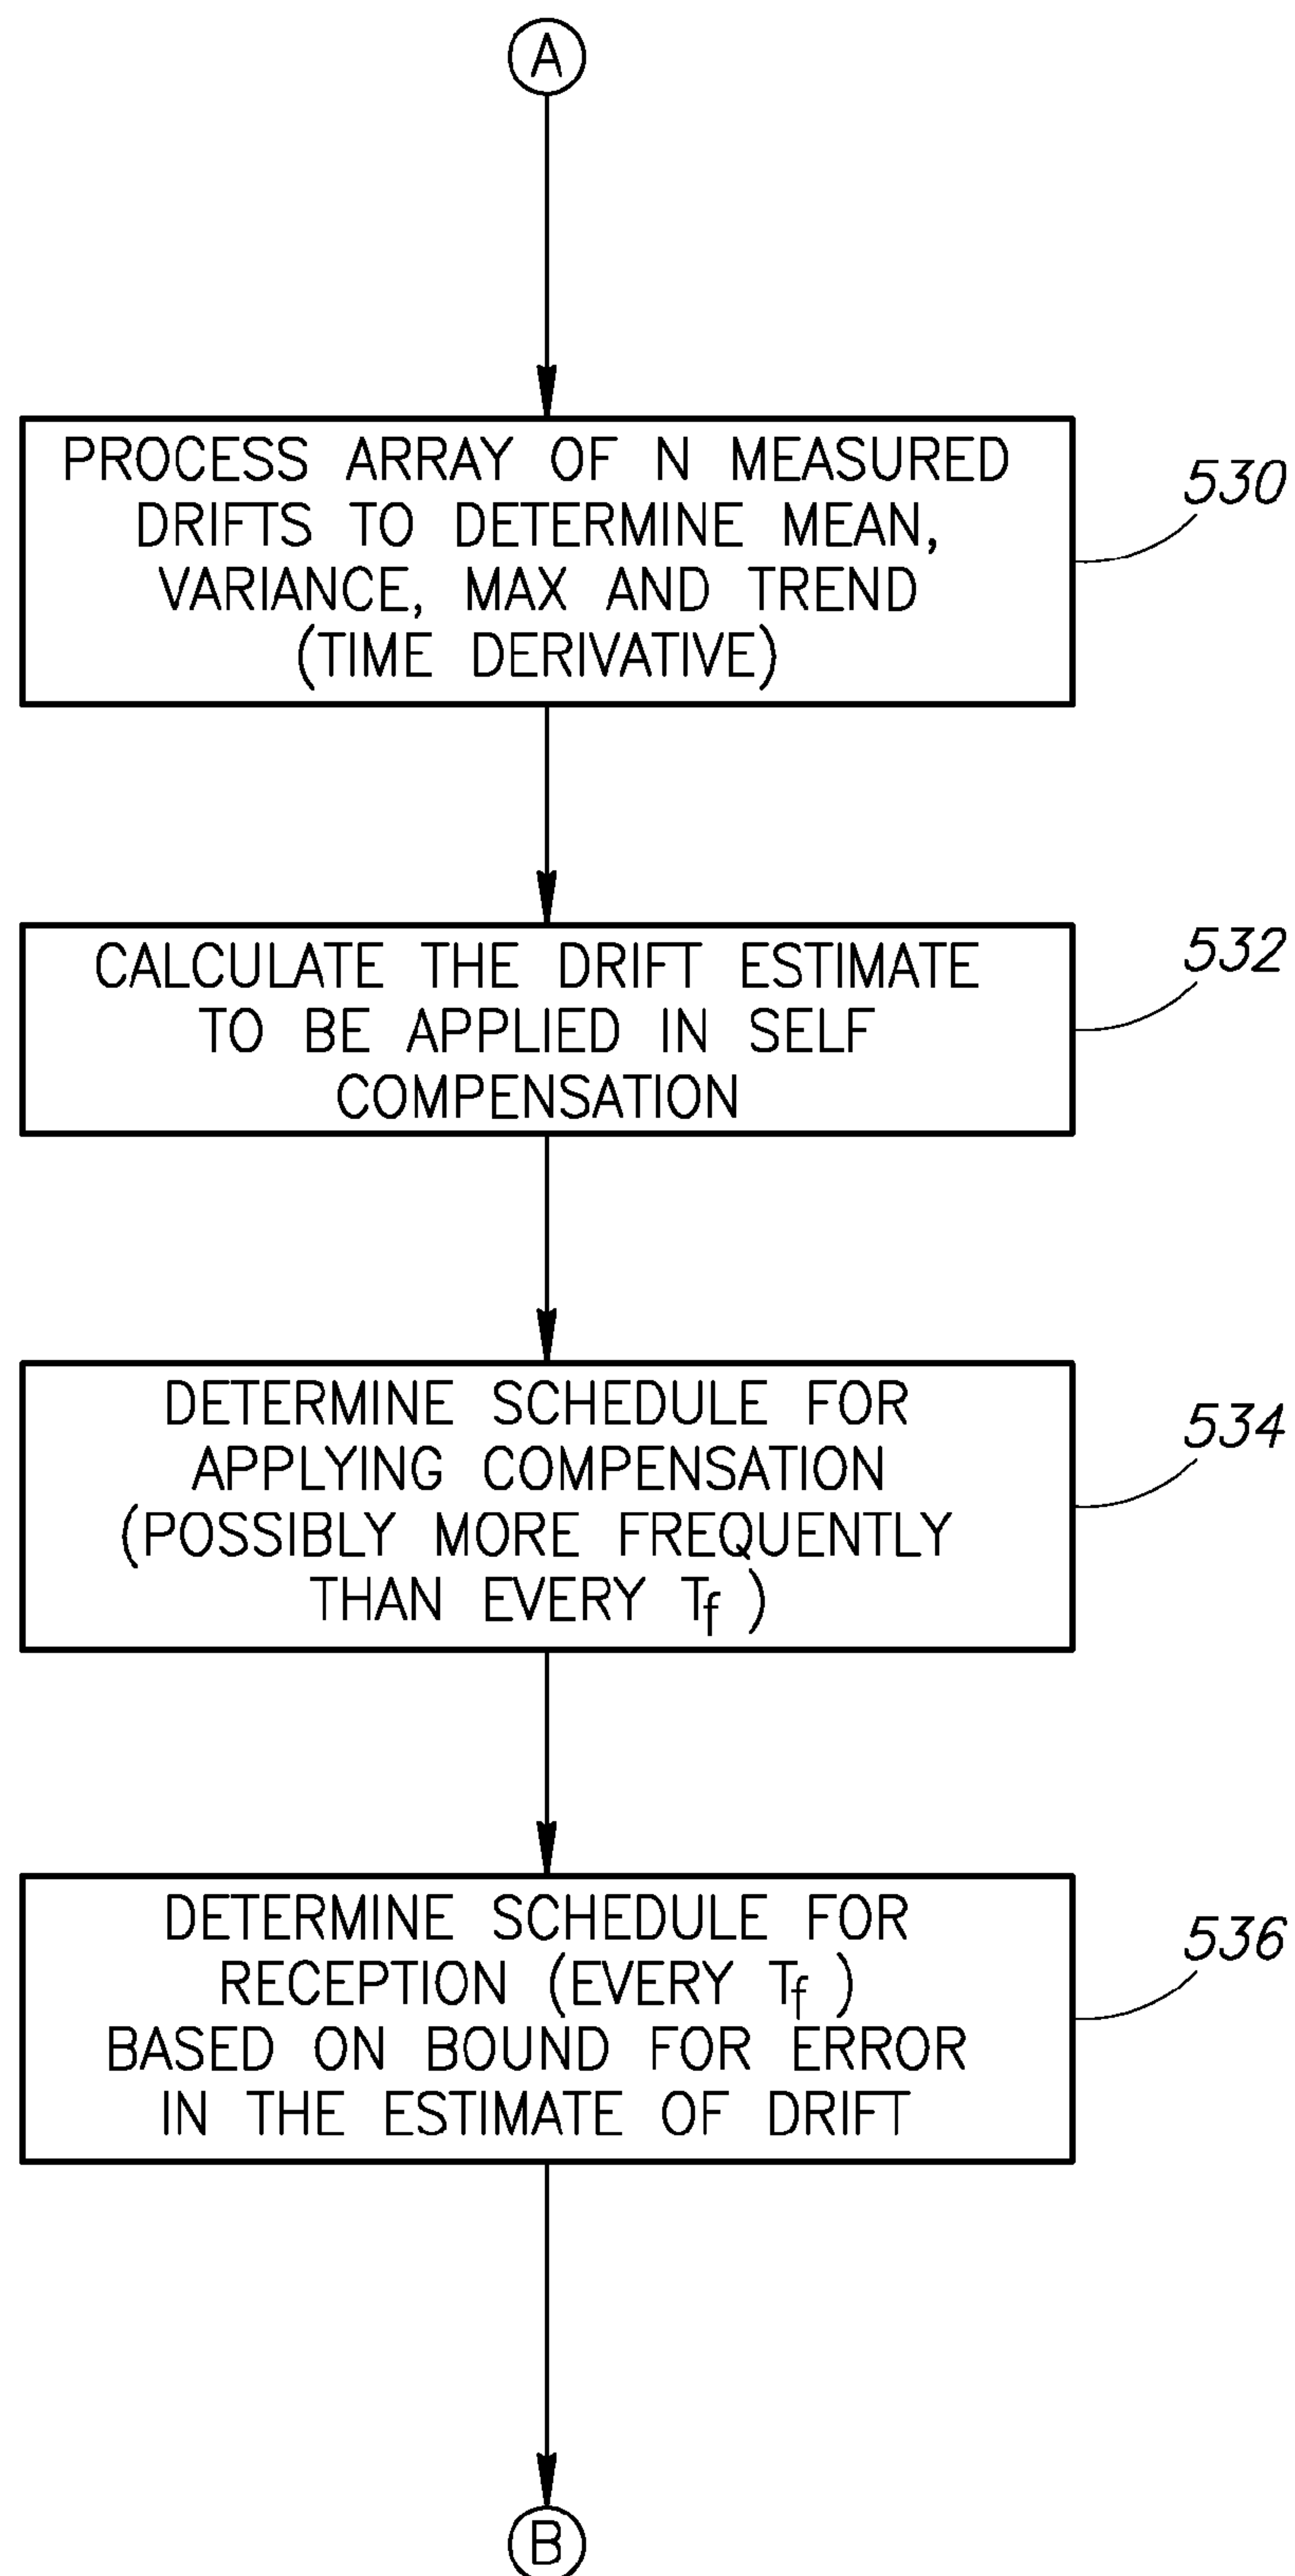 A
PROCESS ARRAY OF N MEASURED
DRIFTS TO DETERMINE MEAN,
VARIANCE, MAX AND TREND
(TIME DERIVATIVE)
530
CALCULATE THE DRIFT ESTIMATE
TO BE APPLIED IN SELF
COMPENSATION
532
DETERMINE SCHEDULE FOR
APPLYING COMPENSATION
(POSSIBLY MORE FREQUENTLY
THAN EVERY Tf )
534
DETERMINE SCHEDULE FOR
RECEPTION (EVERY Tf )
BASED ON BOUND FOR ERROR
IN THE ESTIMATE OF DRIFT
536
B